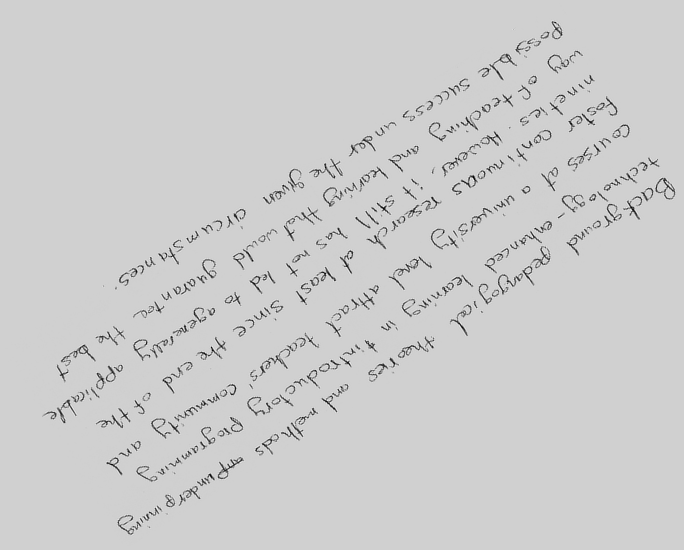 Background pedagogical theories and methods underpinning
technology-enhanced learning in introductory programming
courses at a university level attract teachers' community and
foster continuous research at least since the end of the
nineties. However, it still has not led to a generally applicable
way of teaching and learning that would guarantee the best
possible success under the given circumstances.